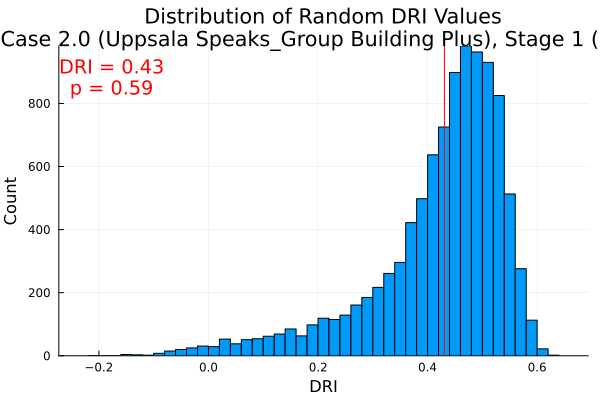 Distribution of Random DRI Values
Case 2.0 (Uppsala Speaks_Group Building Plus), Stage 1 (
DRI = 0.43
p = 0.59
800
600
400
200
0
Count
−0.2
0.0
0.2
0.4
0.6
DRI